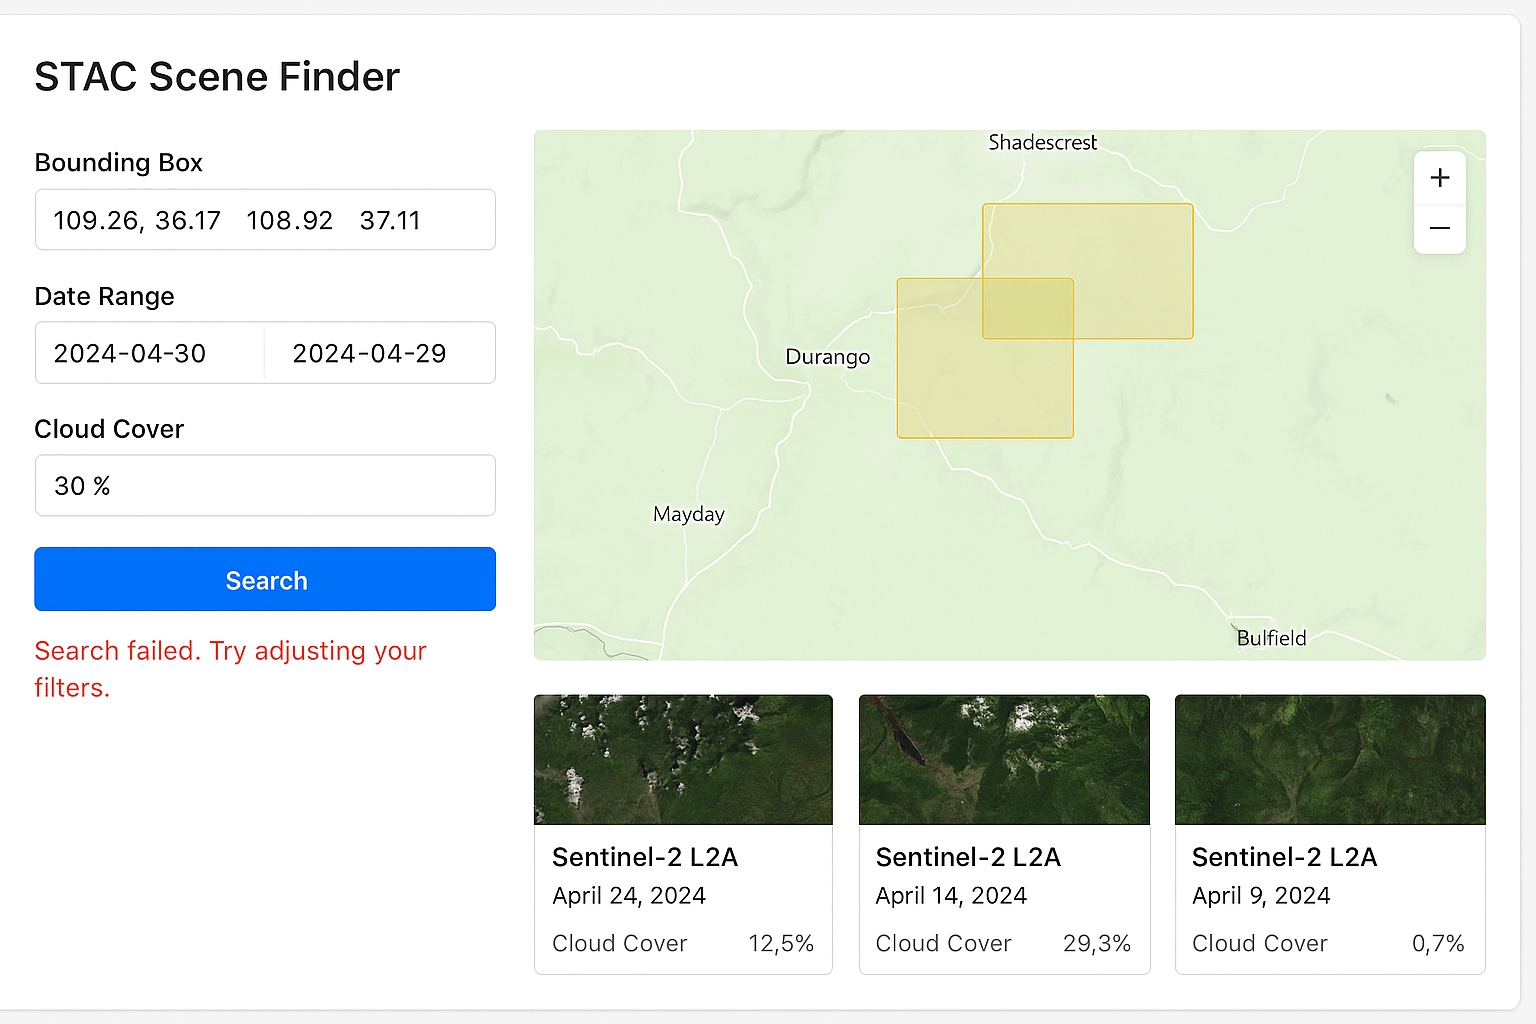 STAC Scene Finder
Bounding Box
109.26, 36.17 108.92 37.11
Date Range
2024-04-30 2024-04-29
Cloud Cover
30 %
Search
Search failed. Try adjusting your
filters.
Shadescrest
+
−
Durango
Mayday
Bulfield
Sentinel-2 L2A
April 24, 2024
Cloud Cover 12,5%
Sentinel-2 L2A
April 14, 2024
Cloud Cover 29,3%
Sentinel-2 L2A
April 9, 2024
Cloud Cover 0,7%